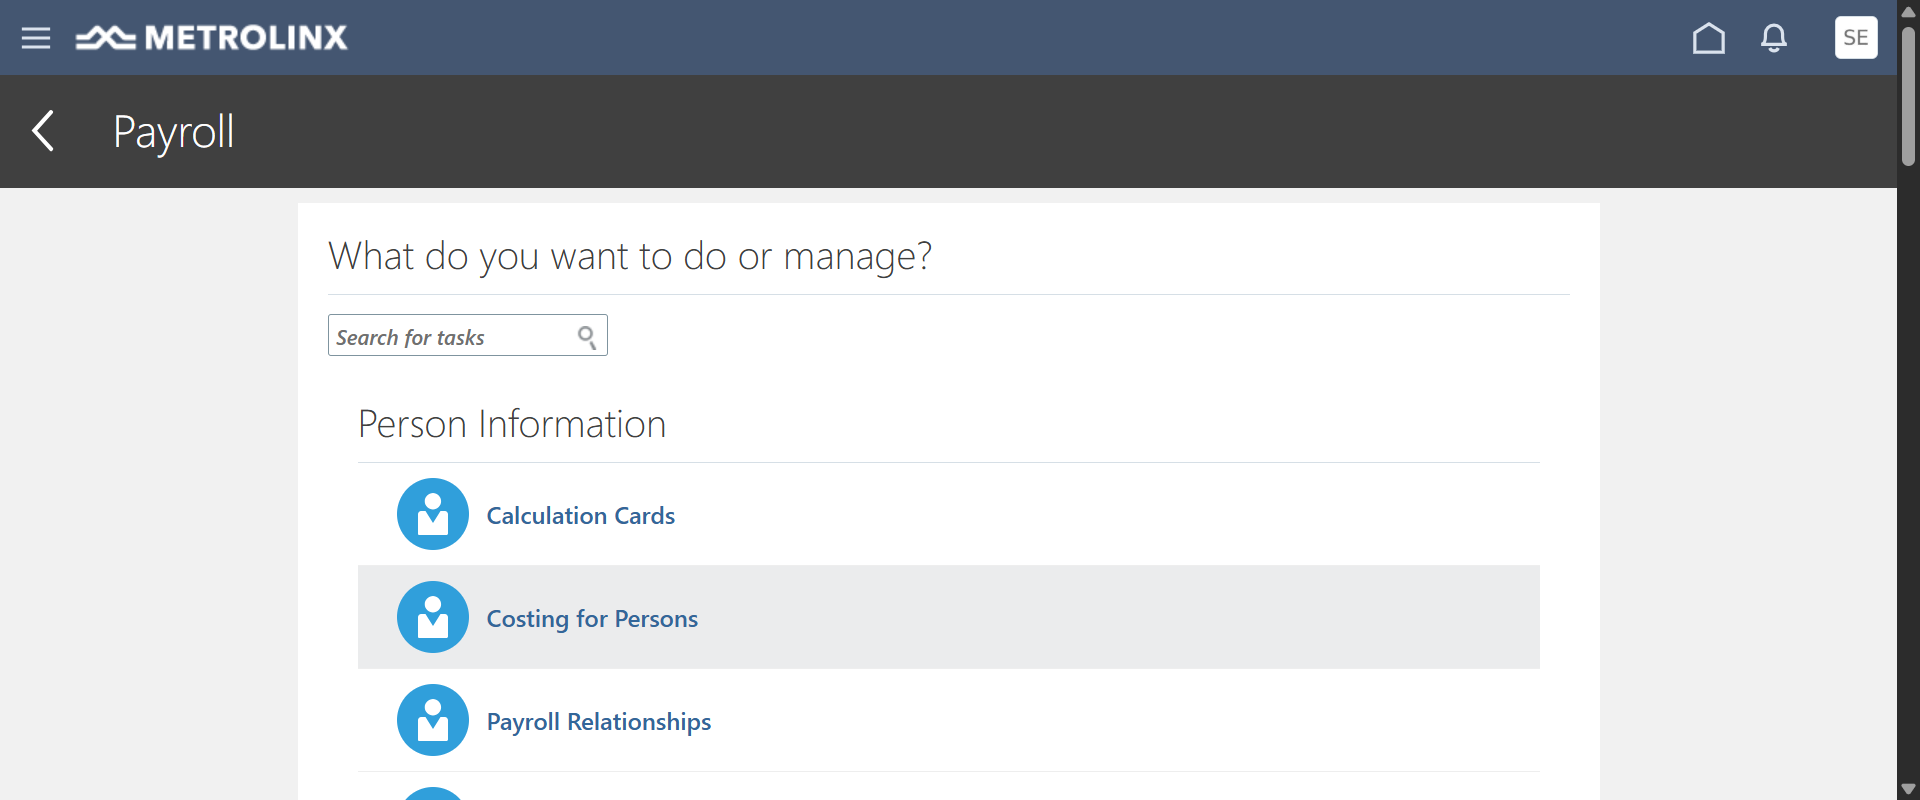 METROLINX
SE
Payroll
What do you want to do or manage?
Search for tasks
Person Information
Calculation Cards
Costing for Persons
Payroll Relationships